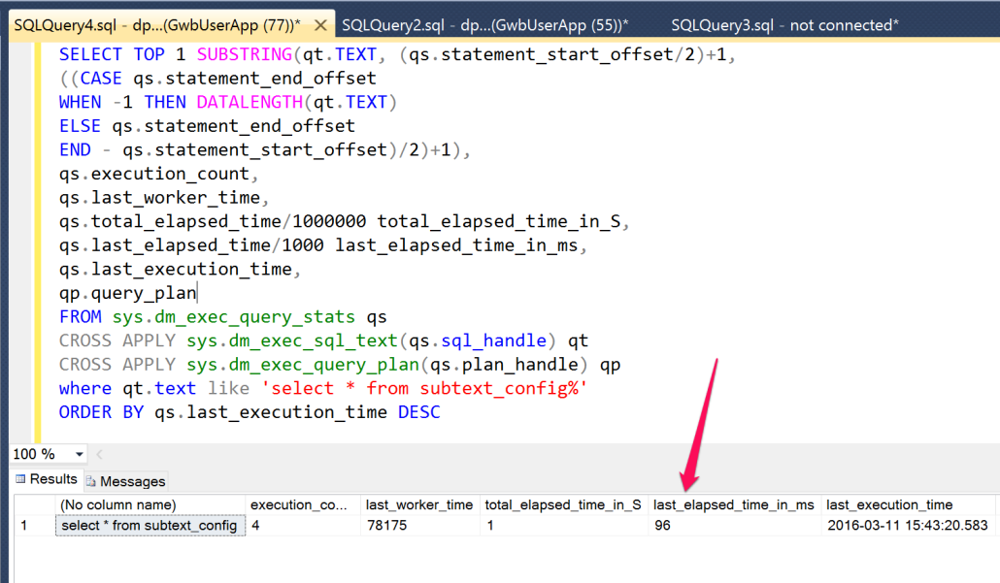 SQLQuery4.sql - dp...(GwbUserApp (77))* SQLQuery2.sql - dp...(GwbUserApp (55))* SQLQuery3.sql - not connected*
SELECT TOP 1 SUBSTRING(qt.TEXT, (qs.statement_start_offset/2)+1,
((CASE qs.statement_end_offset
WHEN -1 THEN DATALENGTH(qt.TEXT)
ELSE qs.statement_end_offset
END - qs.statement_start_offset)/2)+1),
qs.execution_count,
qs.last_worker_time,
qs.total_elapsed_time/1000000 total_elapsed_time_in_S,
qs.last_elapsed_time/1000 last_elapsed_time_in_ms,
qs.last_execution_time,
qp.query_plan
FROM sys.dm_exec_query_stats qs
CROSS APPLY sys.dm_exec_sql_text(qs.sql_handle) qt
CROSS APPLY sys.dm_exec_query_plan(qs.plan_handle) qp
where qt.text like 'select * from subtext_config%'
ORDER BY qs.last_execution_time DESC
100 %
Results Messages
(No column name) execution_co... last_worker_time total_elapsed_time_in_S last_elapsed_time_in_ms last_execution_time
1 select * from subtext_config 4 78175 1 96 2016-03-11 15:43:20.583